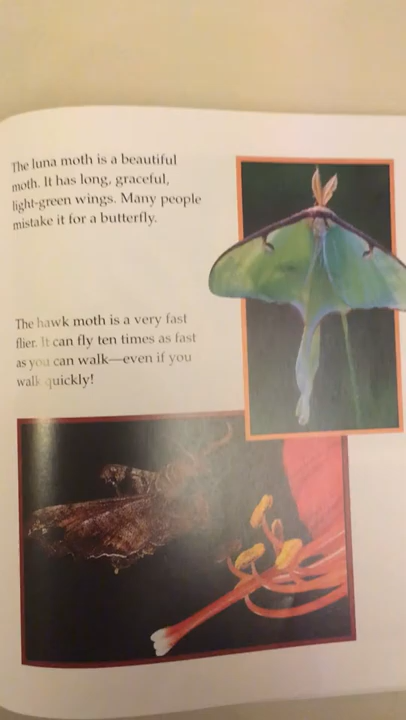 The luna moth is a beautiful
moth. It has long, graceful,
light-green wings. Many people
mistake it for a butterfly.
The hawk moth is a very fast
flier. It can fly ten times as fast
as you can walk—even if you
walk quickly!